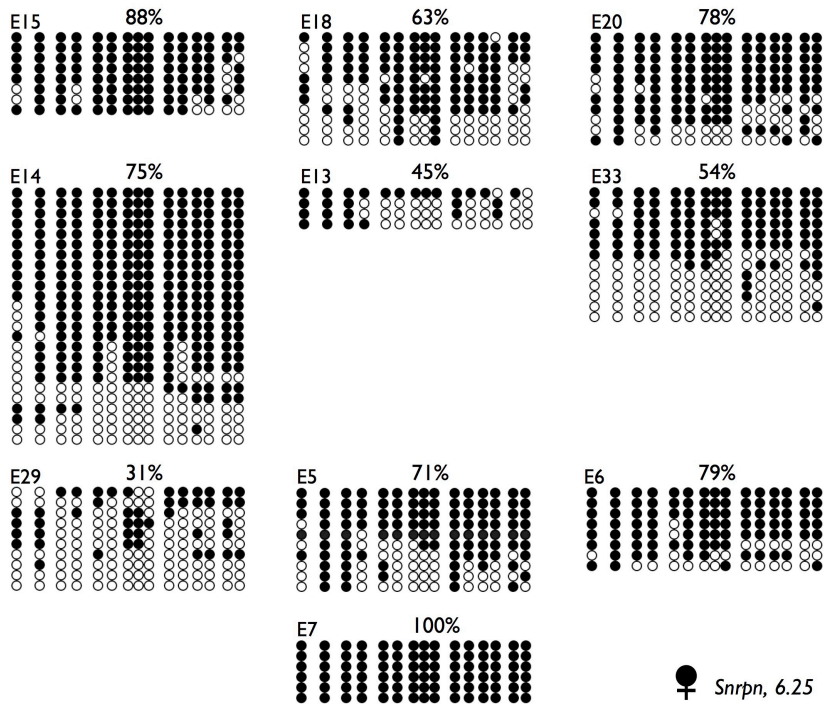 E15 88%
E18 63%
E20 78%
E14 75%
E13 45%
E33 54%
E29 31%
E5 71%
E6 79%
E7 100%
♀ Snrpn, 6.25